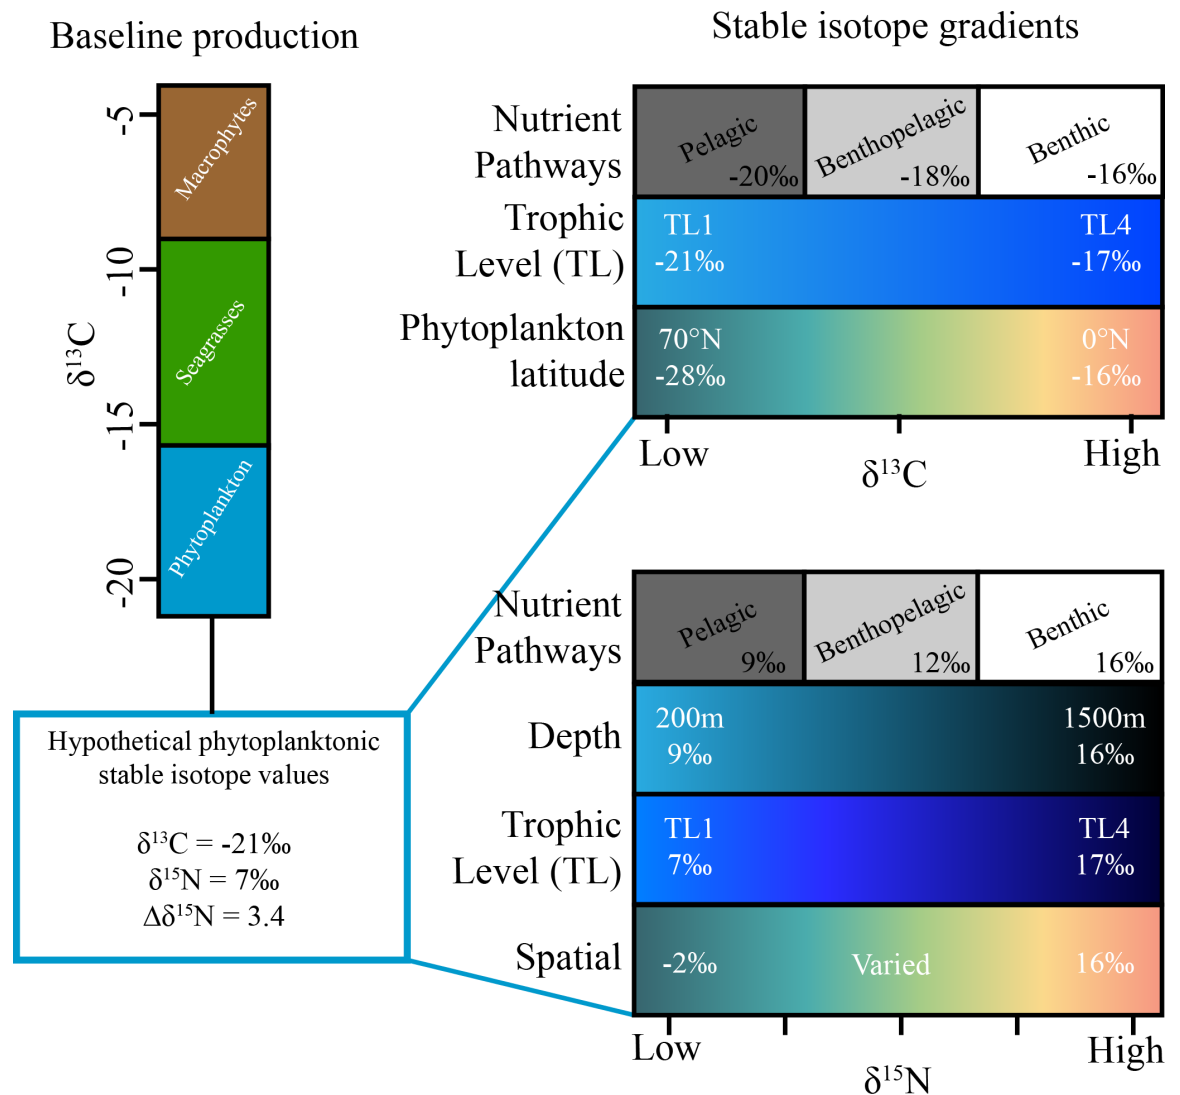 Baseline production
-5
-10
-15
-20
δ¹³C
Macrophytes
Seagrasses
Phytoplankton
Hypothetical phytoplanktonic
stable isotope values
δ¹³C = -21‰
δ¹⁵N = 7‰
Δδ¹⁵N = 3.4
Stable isotope gradients
Nutrient
Pathways
Pelagic
-20‰
Benthopelagic
-18‰
Benthic
-16‰
Trophic
Level (TL)
TL1
-21‰
TL4
-17‰
Phytoplankton
latitude
70°N
-28‰
0°N
-16‰
Low
δ¹³C
High
Nutrient
Pathways
Pelagic
9‰
Benthopelagic
12‰
Benthic
16‰
Depth
200m
9‰
1500m
16‰
Trophic
Level (TL)
TL1
7‰
TL4
17‰
Spatial
-2‰
Varied
16‰
Low
δ¹⁵N
High